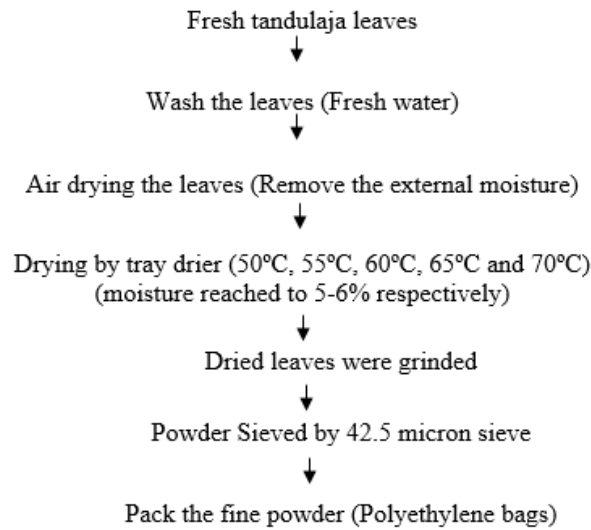 Fresh tandulaja leaves
Wash the leaves (Fresh water)
Air drying the leaves (Remove the external moisture)
Drying by tray drier (50ºC, 55ºC, 60ºC, 65ºC and 70ºC)
(moisture reached to 5-6% respectively)
Dried leaves were grinded
Powder Sieved by 42.5 micron sieve
Pack the fine powder (Polyethylene bags)